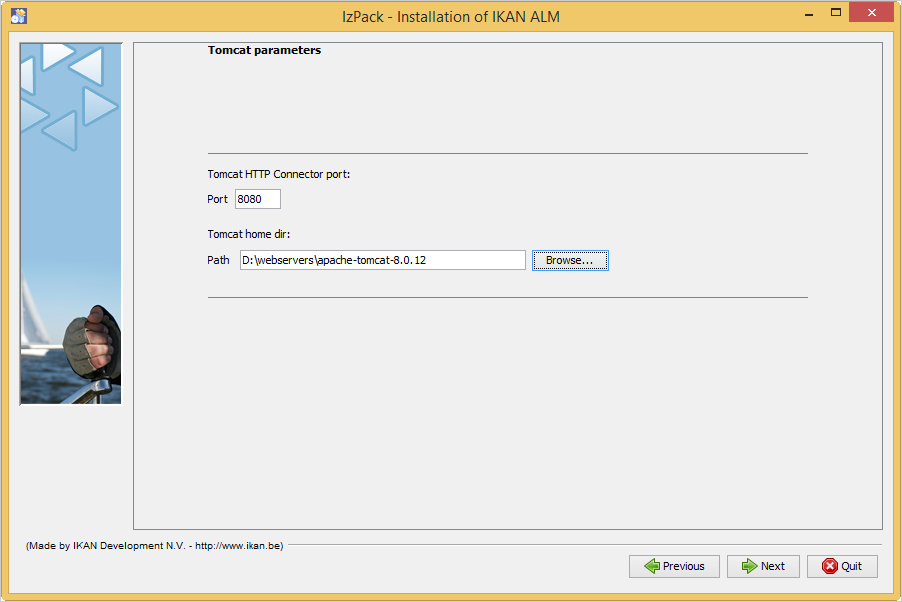 IzPack - Installation of IKAN ALM
Tomcat parameters
Tomcat HTTP Connector port:
Port 8080
Tomcat home dir:
Path D:\webservers\apache-tomcat-8.0.12 Browse...
(Made by IKAN Development N.V. - http://www.ikan.be)
Previous Next Quit